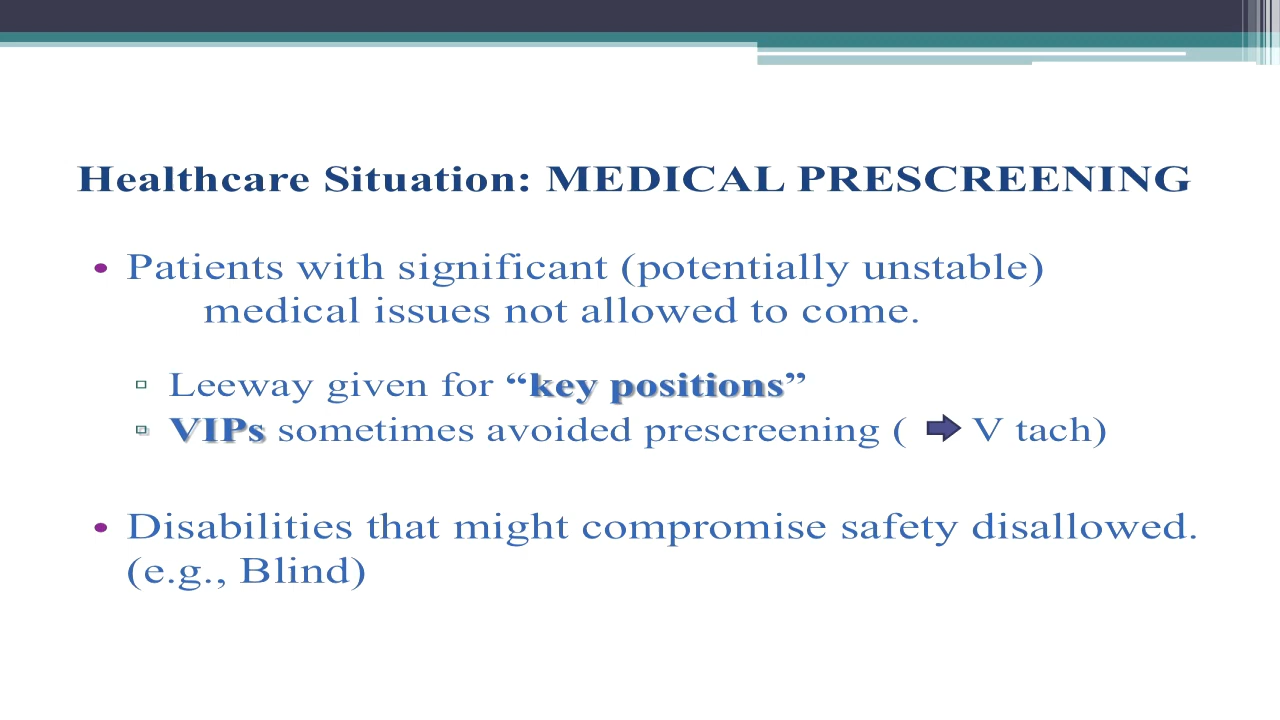 Healthcare Situation: MEDICAL PRESCREENING
• Patients with significant (potentially unstable)
medical issues not allowed to come.
▫ Leeway given for “key positions”
▫ VIPs sometimes avoided prescreening ( ➡ V tach)
• Disabilities that might compromise safety disallowed.
(e.g., Blind)